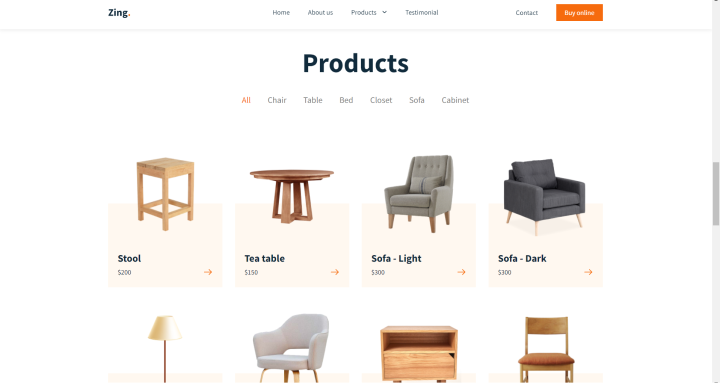 Zing.
Home About us Products Testimonial
Contact Buy online
Products
All Chair Table Bed Closet Sofa Cabinet
Stool
$200
Tea table
$150
Sofa - Light
$300
Sofa - Dark
$300